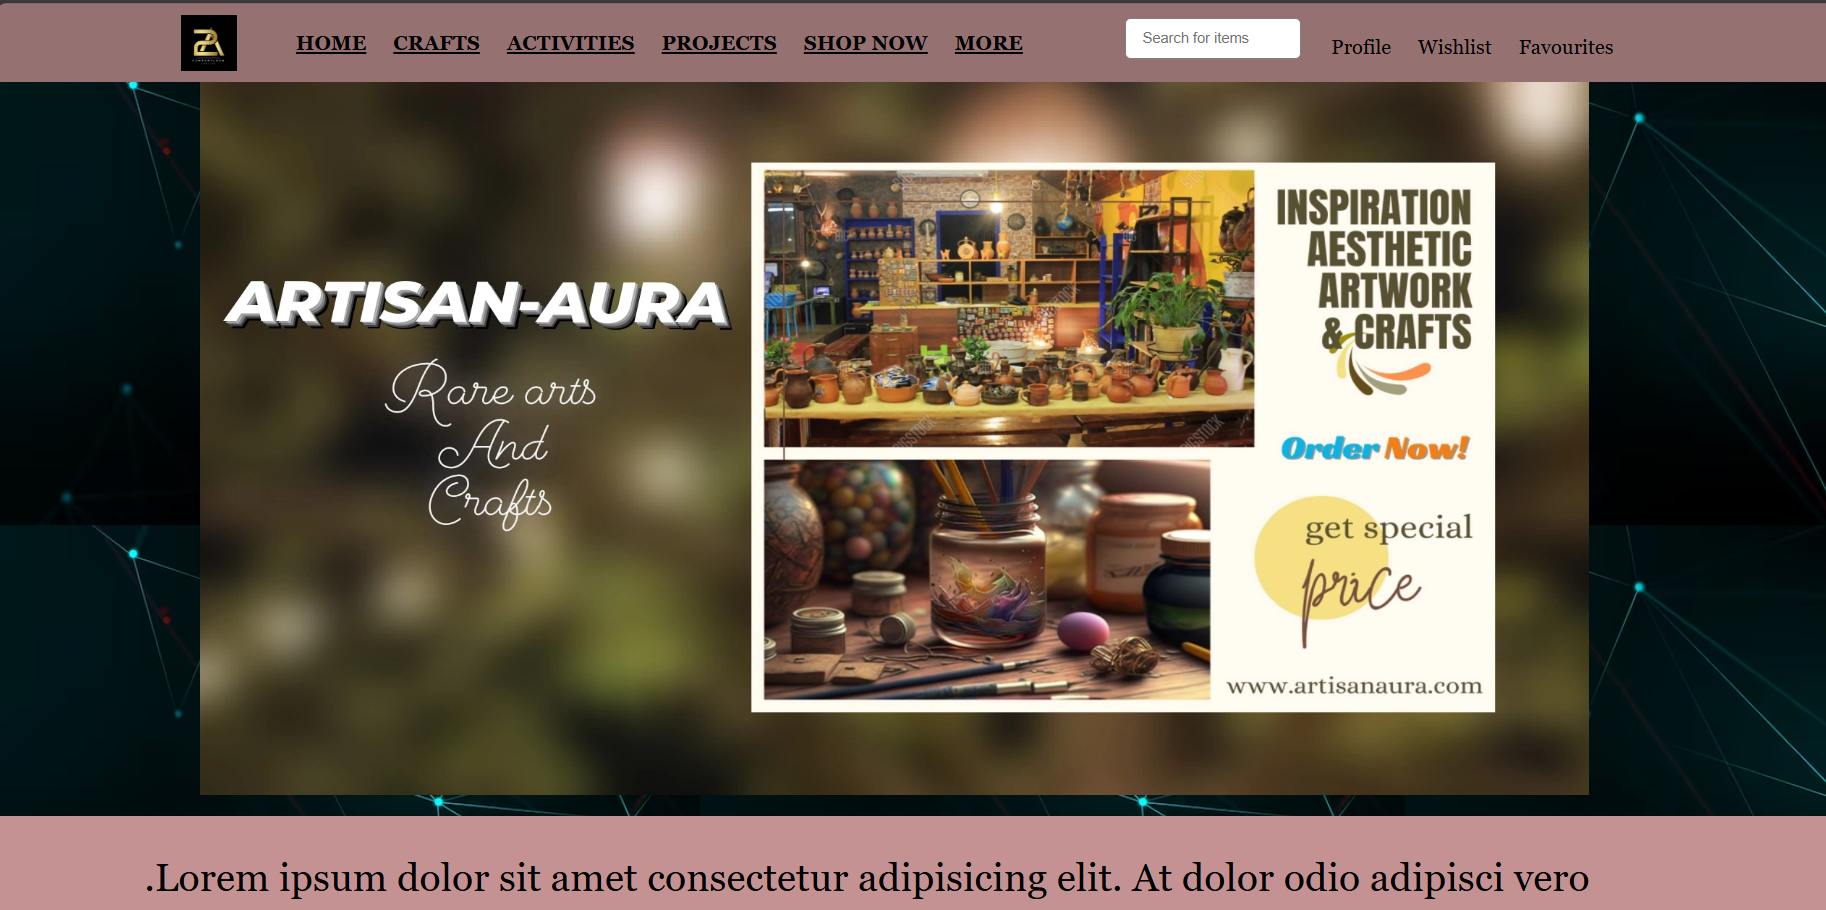 HOME CRAFTS ACTIVITIES PROJECTS SHOP NOW MORE
Search for items
Profile Wishlist Favourites
ARTISAN-AURA
Rare arts
And
Crafts
INSPIRATION
AESTHETIC
ARTWORK
& CRAFTS
Order Now!
get special
price
www.artisanaura.com
.Lorem ipsum dolor sit amet consectetur adipisicing elit. At dolor odio adipisci vero